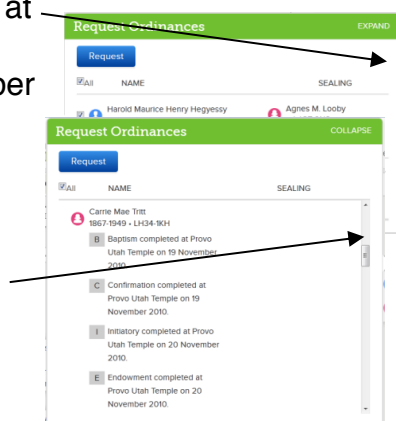 at
ber
Request Ordinances EXPAND
Request
All NAME SEALING
Harold Maurice Henry Hegyessy Agnes M. Looby
Request Ordinances COLLAPSE
Request
All NAME SEALING
Carrie Mae Tritt
1867-1949 • LH34-1KH
B Baptism completed at Provo
Utah Temple on 19 November
2010.
C Confirmation completed at
Provo Utah Temple on 19
November 2010.
I Initiatory completed at Provo
Utah Temple on 20 November
2010.
E Endowment completed at
Provo Utah Temple on 20
November 2010.